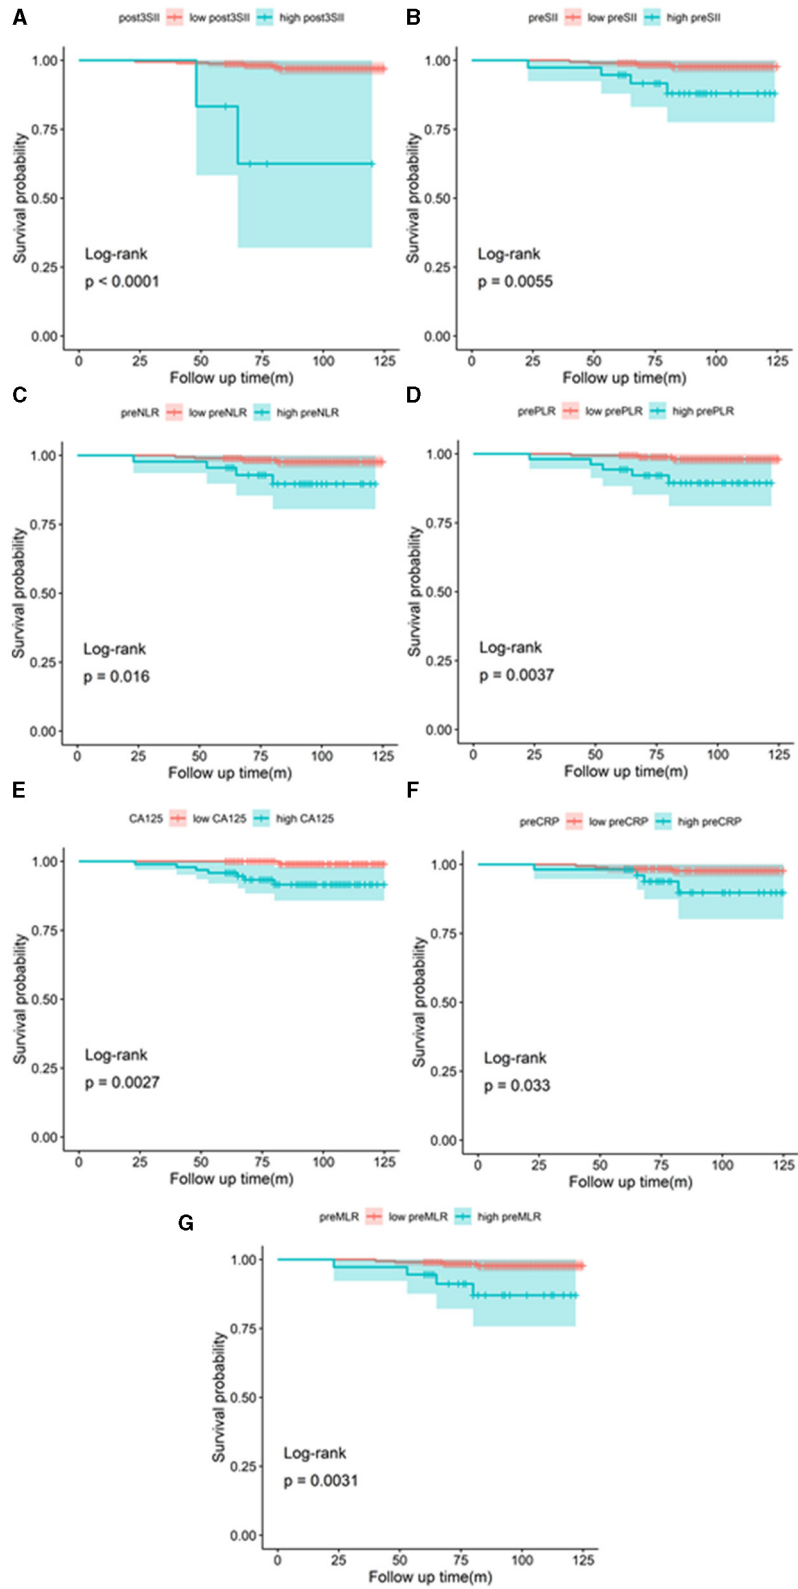 A
post3SII low post3SII high post3SII
1.00
0.75
0.50
0.25
0.00
Survival probability
Log-rank
p < 0.0001
0 25 50 75 100 125
Follow up time(m)
B
preSII low preSII high preSII
1.00
0.75
0.50
0.25
0.00
Survival probability
Log-rank
p = 0.0055
0 25 50 75 100 125
Follow up time(m)
C
preNLR low preNLR high preNLR
1.00
0.75
0.50
0.25
0.00
Survival probability
Log-rank
p = 0.016
0 25 50 75 100 125
Follow up time(m)
D
prePLR low prePLR high prePLR
1.00
0.75
0.50
0.25
0.00
Survival probability
Log-rank
p = 0.0037
0 25 50 75 100 125
Follow up time(m)
E
CA125 low CA125 high CA125
1.00
0.75
0.50
0.25
0.00
Survival probability
Log-rank
p = 0.0027
0 25 50 75 100 125
Follow up time(m)
F
preCRP low preCRP high preCRP
1.00
0.75
0.50
0.25
0.00
Survival probability
Log-rank
p = 0.033
0 25 50 75 100 125
Follow up time(m)
G
preMLR low preMLR high preMLR
1.00
0.75
0.50
0.25
0.00
Survival probability
Log-rank
p = 0.0031
0 25 50 75 100 125
Follow up time(m)